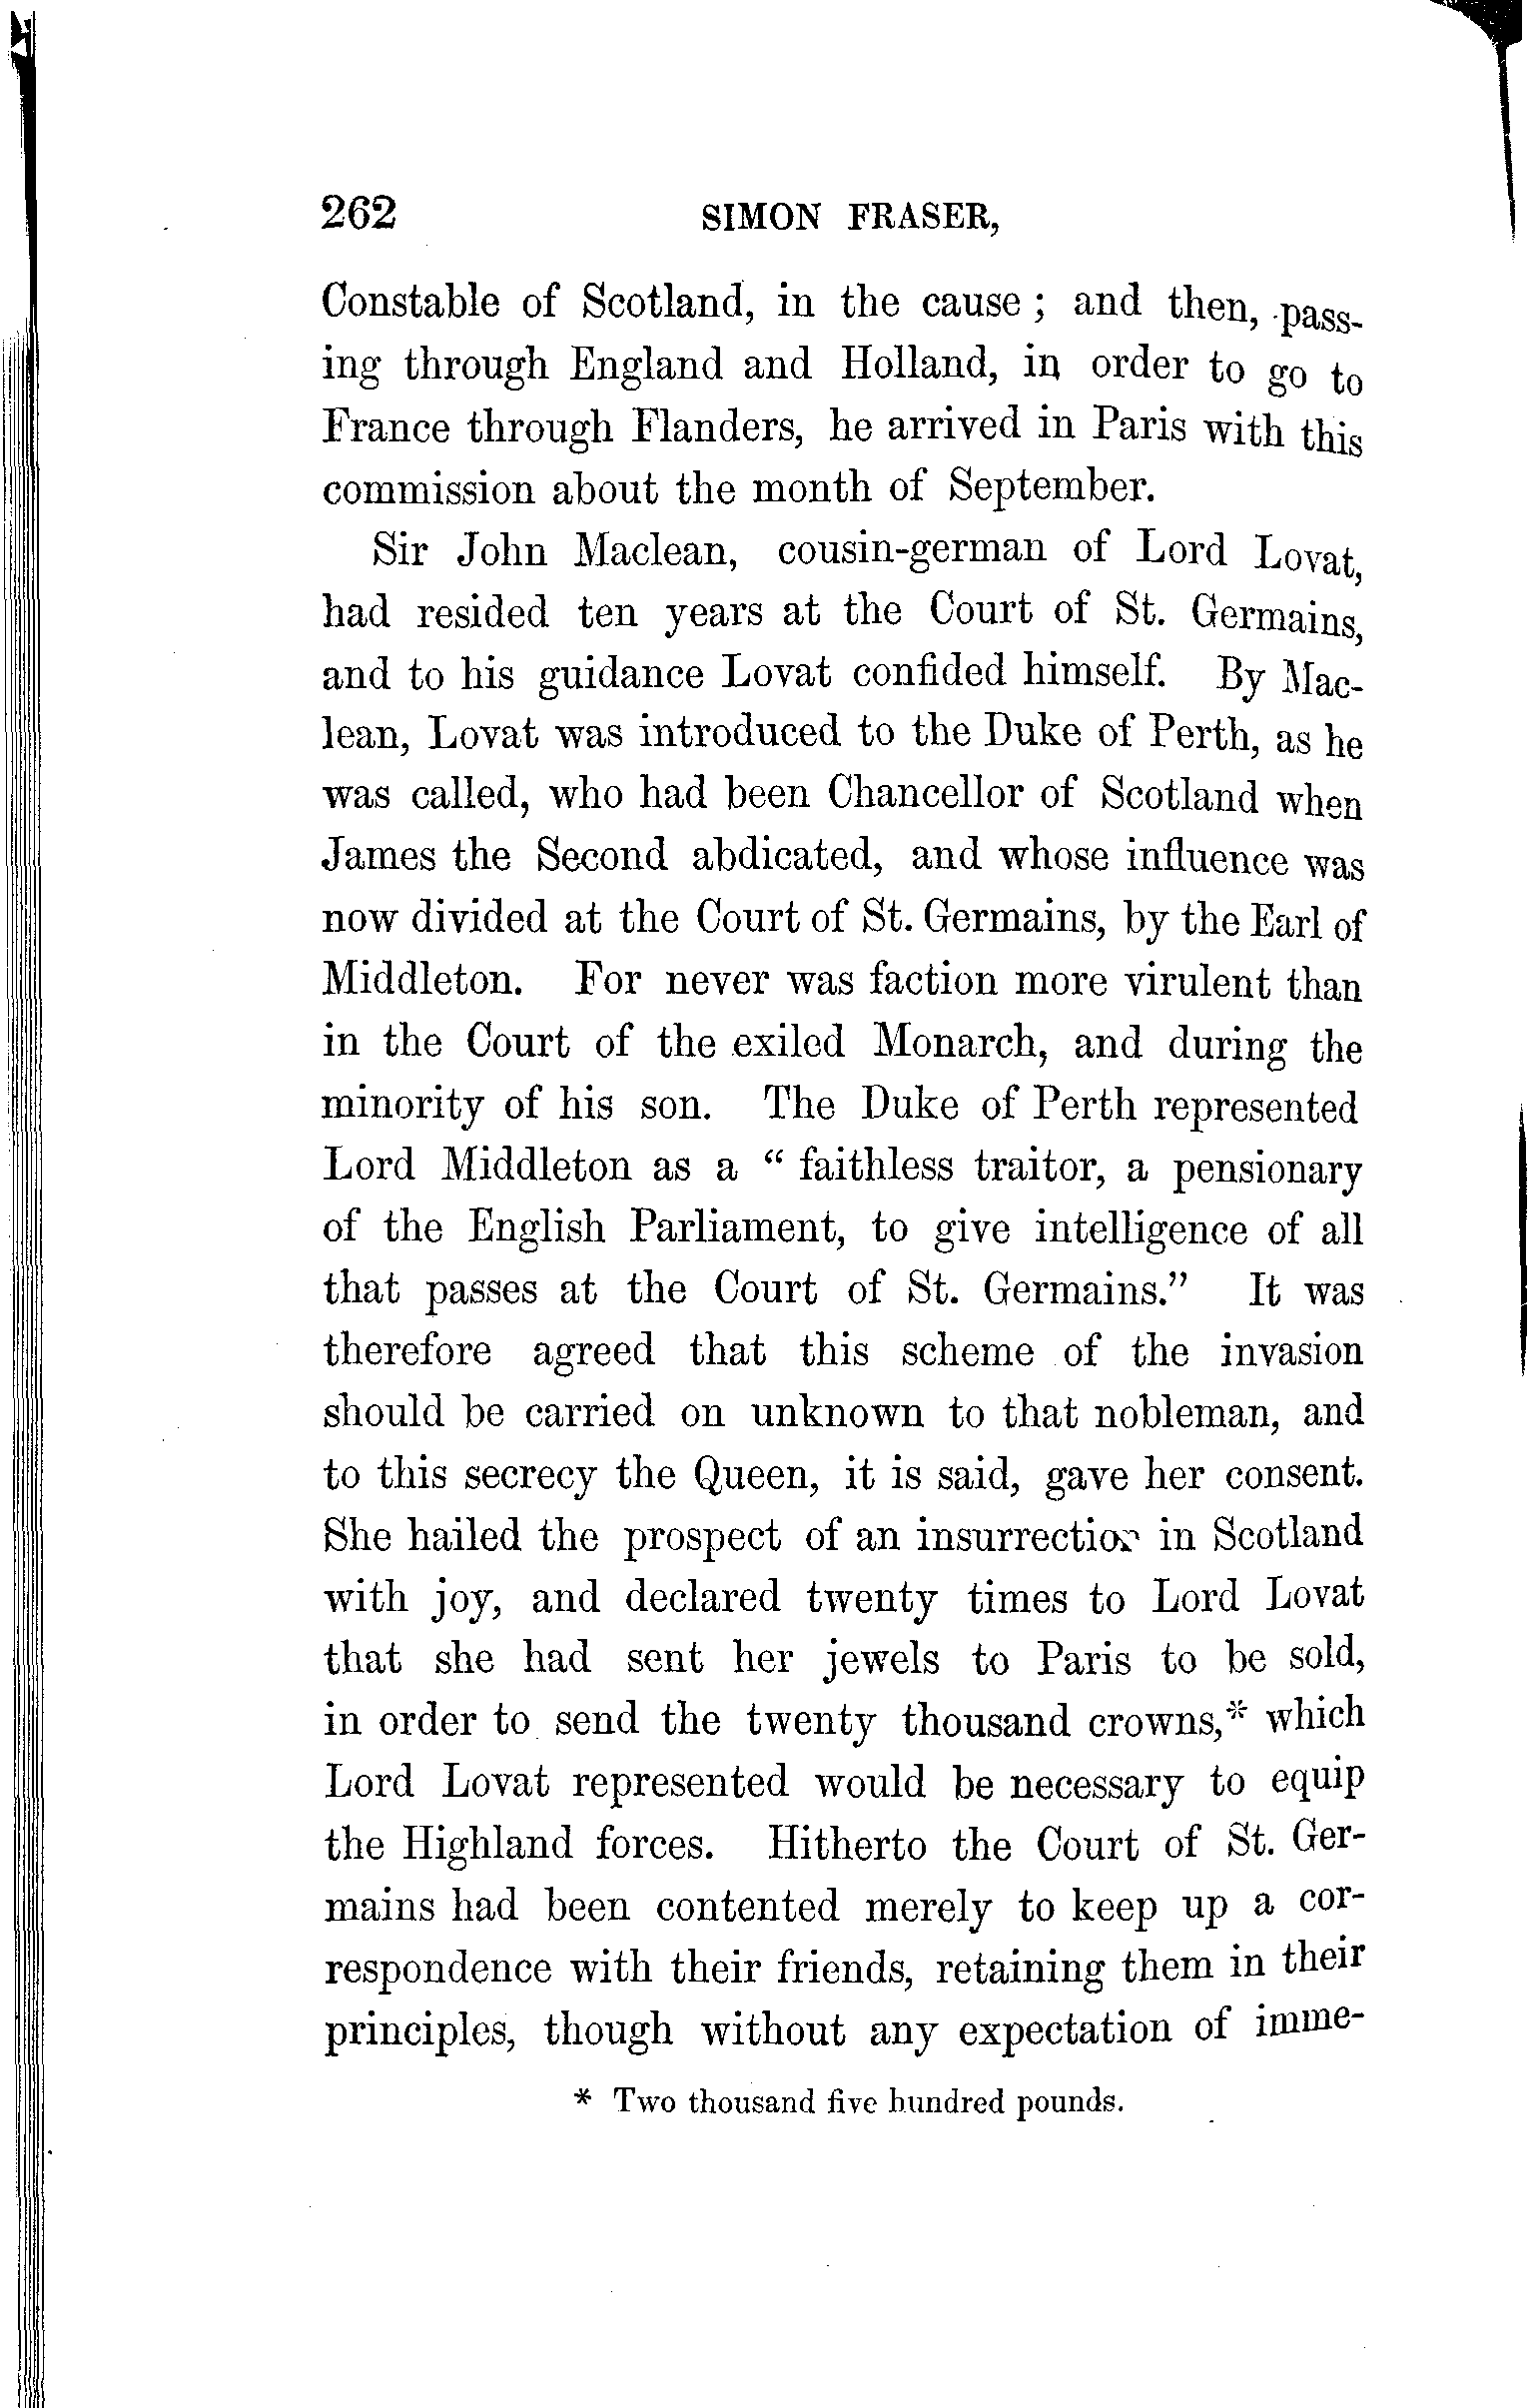 262 SIMON FRASER,
Constable of Scotland, in the cause ; and then, pass-
ing through England and Holland, in order to go to
France through Flanders, he arrived in Paris with this
commission about the month of September.
Sir John Maclean, cousin-german of Lord Lovat,
had resided ten years at the Court of St. Germains,
and to his guidance Lovat confided himself. By Mac-
lean, Lovat was introduced to the Duke of Perth, as he
was called, who had been Chancellor of Scotland when
James the Second abdicated, and whose influence was
now divided at the Court of St. Germains, by the Earl of
Middleton. For never was faction more virulent than
in the Court of the exiled Monarch, and during the
minority of his son. The Duke of Perth represented
Lord Middleton as a “ faithless traitor, a pensionary
of the English Parliament, to give intelligence of all
that passes at the Court of St. Germains.” It was
therefore agreed that this scheme of the invasion
should be carried on unknown to that nobleman, and
to this secrecy the Queen, it is said, gave her consent.
She hailed the prospect of an insurrection in Scotland
with joy, and declared twenty times to Lord Lovat
that she had sent her jewels to Paris to be sold,
in order to send the twenty thousand crowns,* which
Lord Lovat represented would be necessary to equip
the Highland forces. Hitherto the Court of St. Ger-
mains had been contented merely to keep up a cor-
respondence with their friends, retaining them in their
principles, though without any expectation of imme-
* Two thousand five hundred pounds.